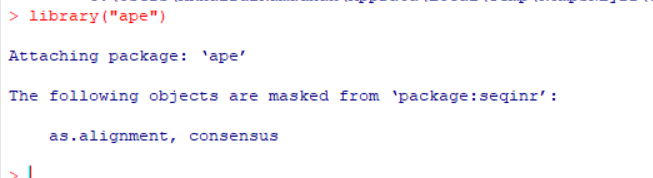 > library("ape")
Attaching package: ‘ape’
The following objects are masked from ‘package:seqinr’:
as.alignment, consensus
>